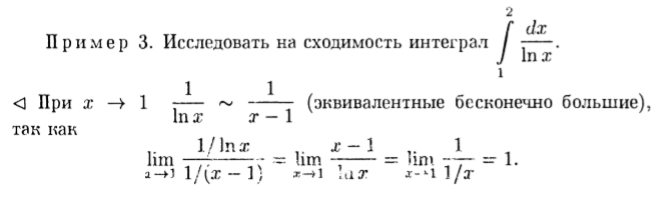 Пример 3. Исследовать на сходимость интеграл ∫₁² dx/ln x.
◁ При x → 1 1/ln x ~ 1/(x − 1) (эквивалентные бесконечно большие),
так как
lim_{x→1} (1/ln x)/(1/(x − 1)) = lim_{x→1} (x − 1)/ln x = lim_{x→1} 1/(1/x) = 1.